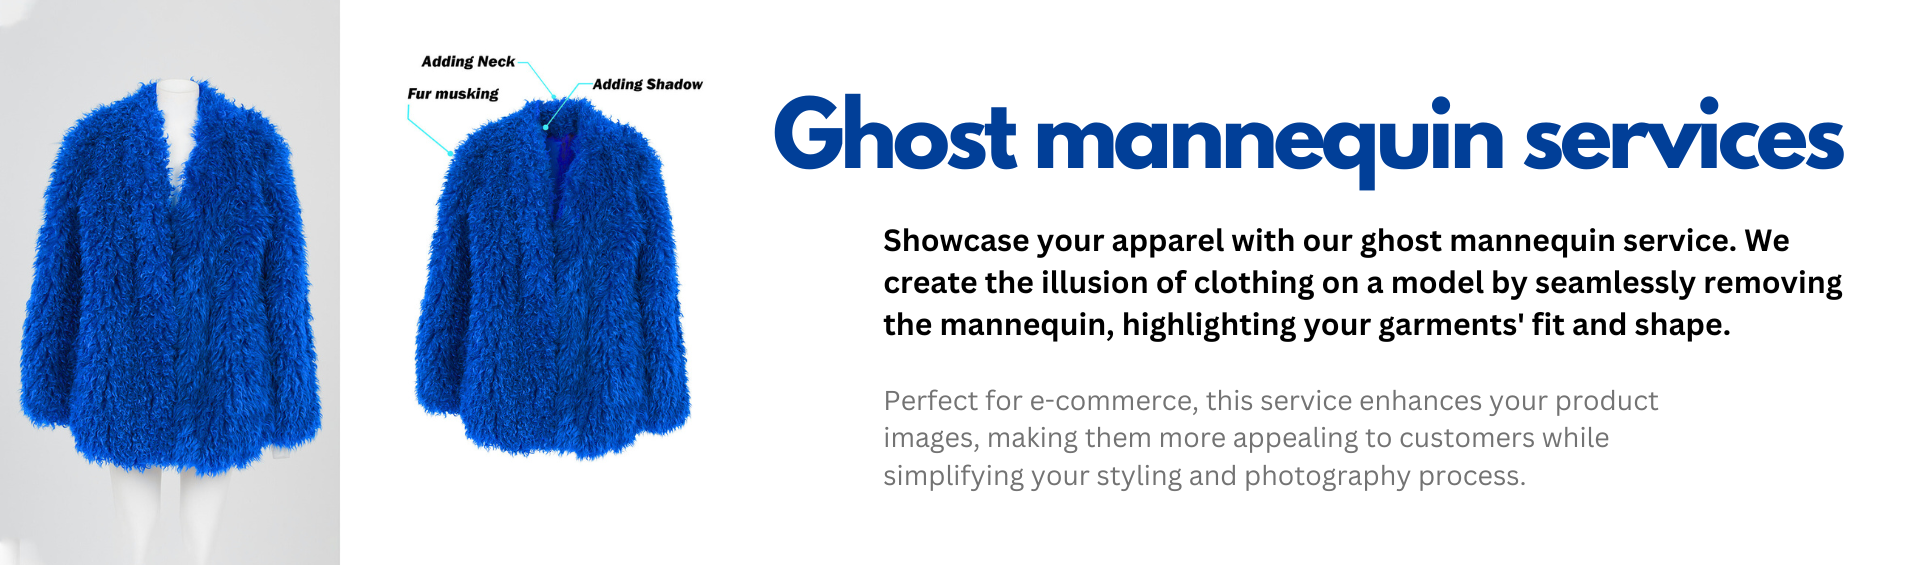 Adding Neck
Adding Shadow
Fur musking
Ghost mannequin services
Showcase your apparel with our ghost mannequin service. We
create the illusion of clothing on a model by seamlessly removing
the mannequin, highlighting your garments' fit and shape.
Perfect for e-commerce, this service enhances your product
images, making them more appealing to customers while
simplifying your styling and photography process.